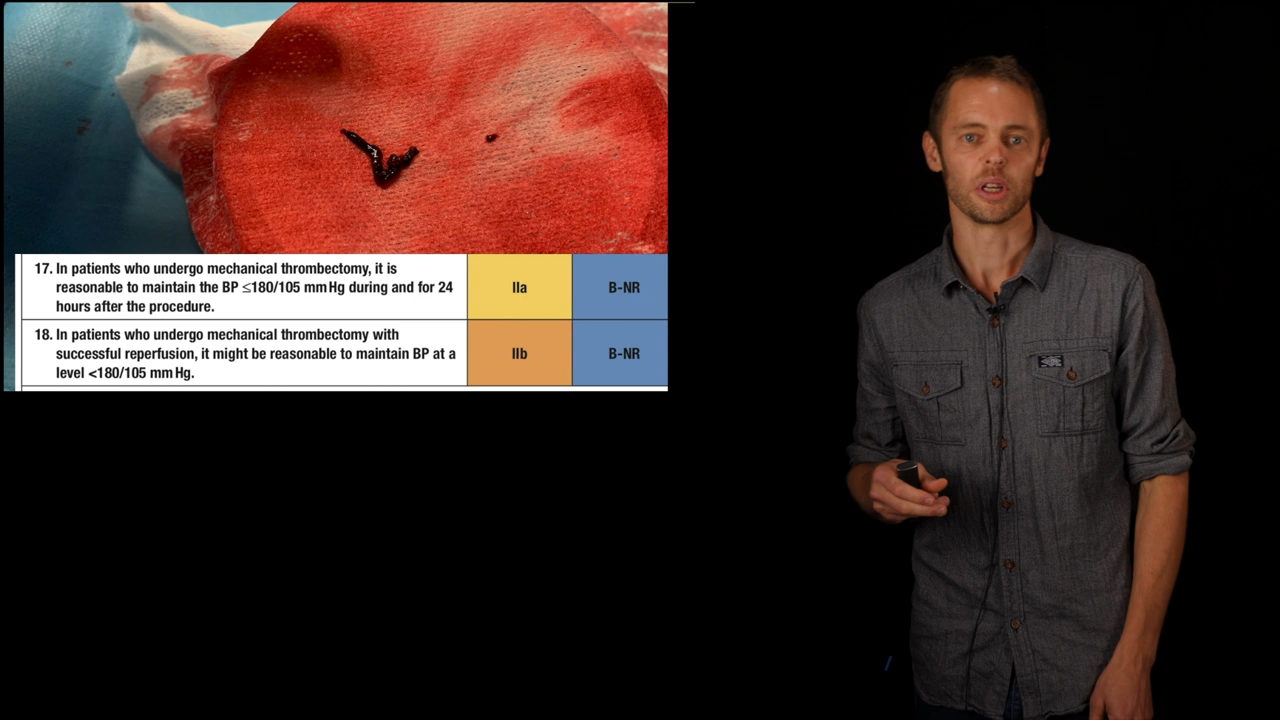 17. In patients who undergo mechanical thrombectomy, it is
reasonable to maintain the BP ≤180/105 mm Hg during and for 24
hours after the procedure.
IIa
B-NR
18. In patients who undergo mechanical thrombectomy with
successful reperfusion, it might be reasonable to maintain BP at a
level <180/105 mm Hg.
IIb
B-NR